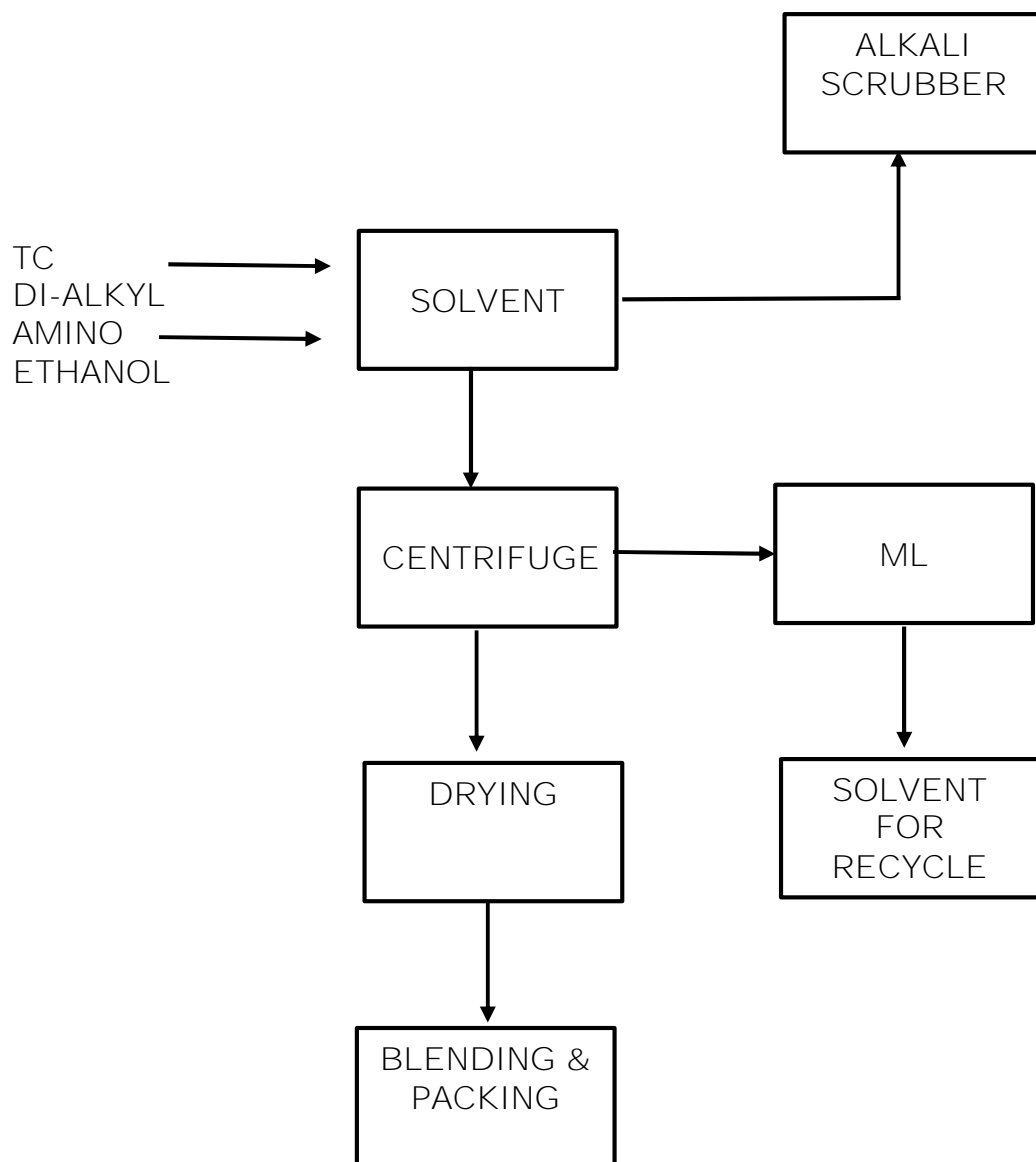 ALKALI
SCRUBBER
TC
DI-ALKYL
AMINO
ETHANOL
SOLVENT
CENTRIFUGE
ML
DRYING
SOLVENT
FOR
RECYCLE
BLENDING &
PACKING